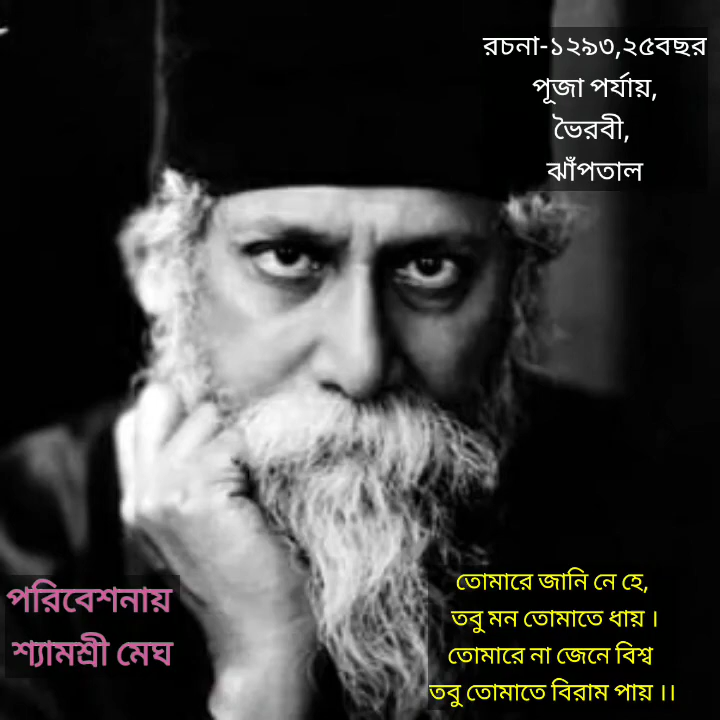 রচনা-১২৯৩,২৫বছর
পূজা পর্যায়,
ভৈরবী,
ঝাঁপতাল
পরিবেশনায়
শ্যামশ্রী মেঘ
তোমারে জানি নে হে,
তবু মন তোমাতে ধায় ।
তোমারে না জেনে বিশ্ব
তবু তোমাতে বিরাম পায় ।।